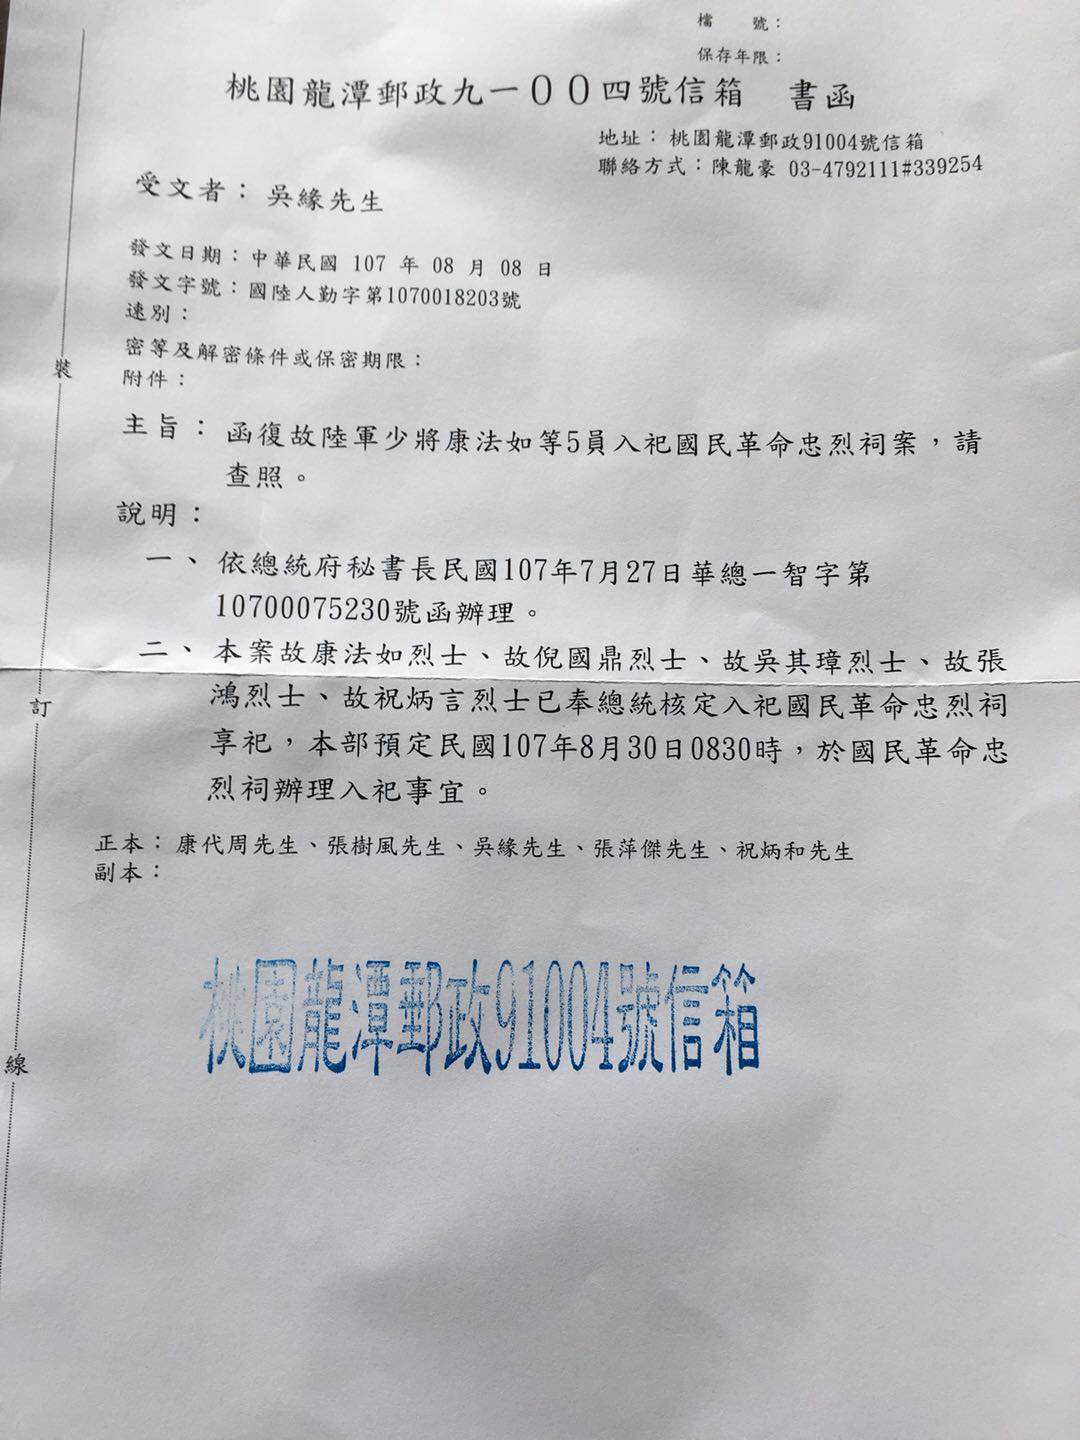 檔　　號：
保存年限：
桃園龍潭郵政九一００四號信箱　書函
地址：桃園龍潭郵政91004號信箱
聯絡方式：陳龍豪 03-4792111#339254
受文者：吳緣先生
發文日期：中華民國 107 年 08 月 08 日
發文字號：國陸人勤字第1070018203號
速別：
密等及解密條件或保密期限：
附件：
主旨：函復故陸軍少將康法如等5員入祀國民革命忠烈祠案，請
查照。
說明：
一、依總統府秘書長民國107年7月27日華總一智字第
10700075230號函辦理。
二、本案故康法如烈士、故倪國鼎烈士、故吳其璋烈士、故張
鴻烈士、故祝炳言烈士已奉總統核定入祀國民革命忠烈祠
享祀，本部預定民國107年8月30日0830時，於國民革命忠
烈祠辦理入祀事宜。
正本：康代周先生、張樹風先生、吳緣先生、張萍傑先生、祝炳和先生
副本：
桃園龍潭郵政91004號信箱
裝
訂
線